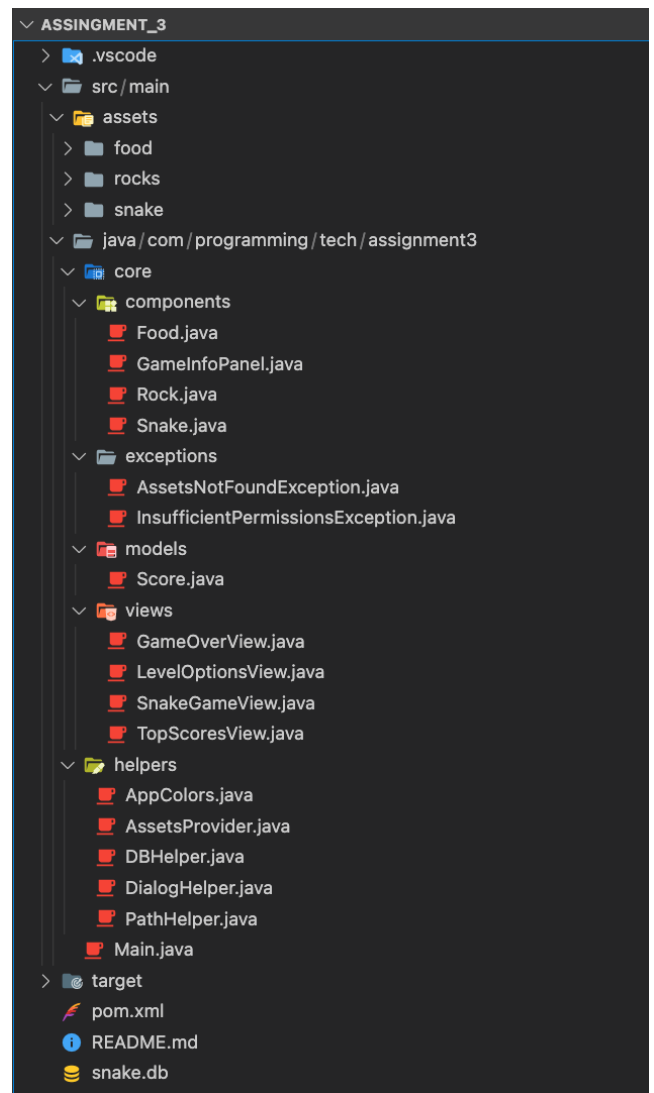 ASSINGMENT_3
.vscode
src/main
assets
food
rocks
snake
java/com/programming/tech/assignment3
core
components
Food.java
GameInfoPanel.java
Rock.java
Snake.java
exceptions
AssetsNotFoundException.java
InsufficientPermissionsException.java
models
Score.java
views
GameOverView.java
LevelOptionsView.java
SnakeGameView.java
TopScoresView.java
helpers
AppColors.java
AssetsProvider.java
DBHelper.java
DialogHelper.java
PathHelper.java
Main.java
target
pom.xml
README.md
snake.db